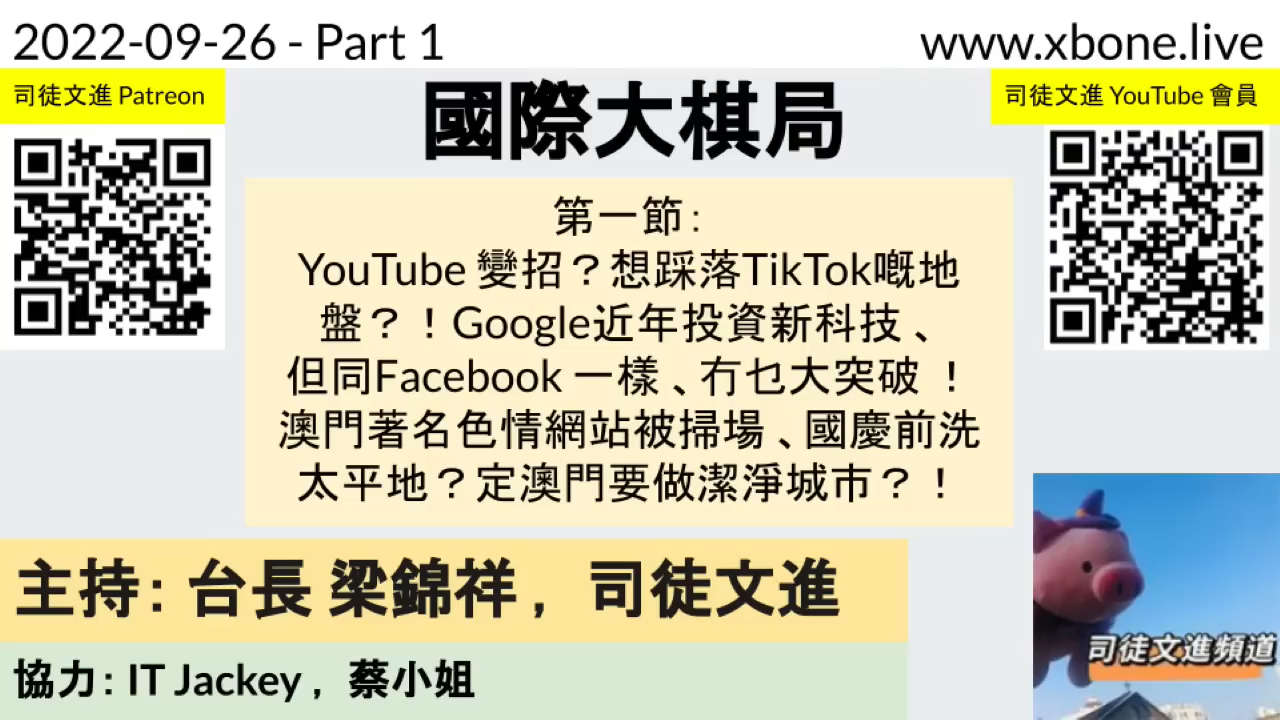 2022-09-26 - Part 1
www.xbone.live
司徒文進 Patreon
國際大棋局
司徒文進 YouTube 會員
第一節：
YouTube 變招？想踩落TikTok嘅地
盤？！Google近年投資新科技、
但同Facebook 一樣、冇乜大突破 ！
澳門著名色情網站被掃場、國慶前洗
太平地？定澳門要做潔淨城市？！
主持：台長 梁錦祥， 司徒文進
協力：IT Jackey， 蔡小姐
司徒文進頻道